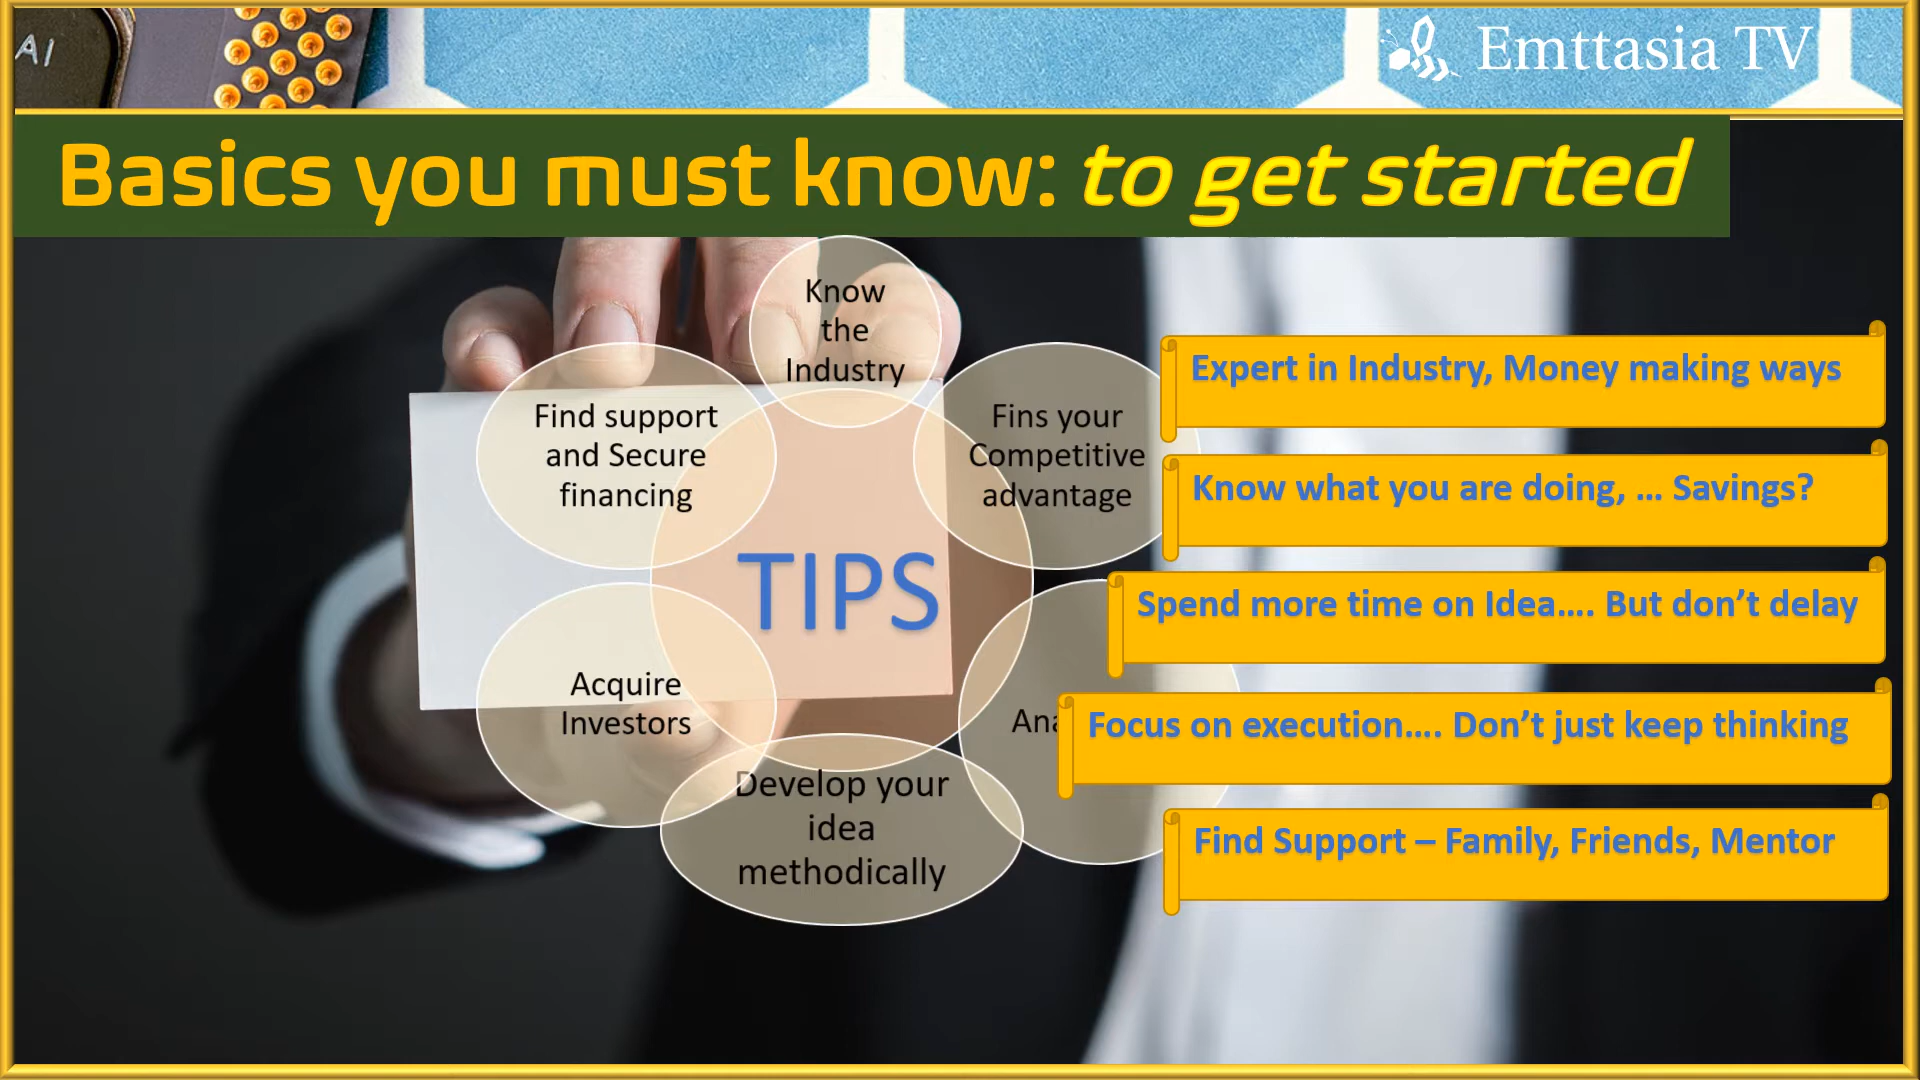 AI
Emttasia TV
Basics you must know: to get started
Know
the
Industry
Find support
and Secure
financing
Fins your
Competitive
advantage
TIPS
Acquire
Investors
Develop your
idea
methodically
Expert in Industry, Money making ways
Know what you are doing, ... Savings?
Spend more time on Idea.... But don't delay
Focus on execution.... Don't just keep thinking
Find Support – Family, Friends, Mentor